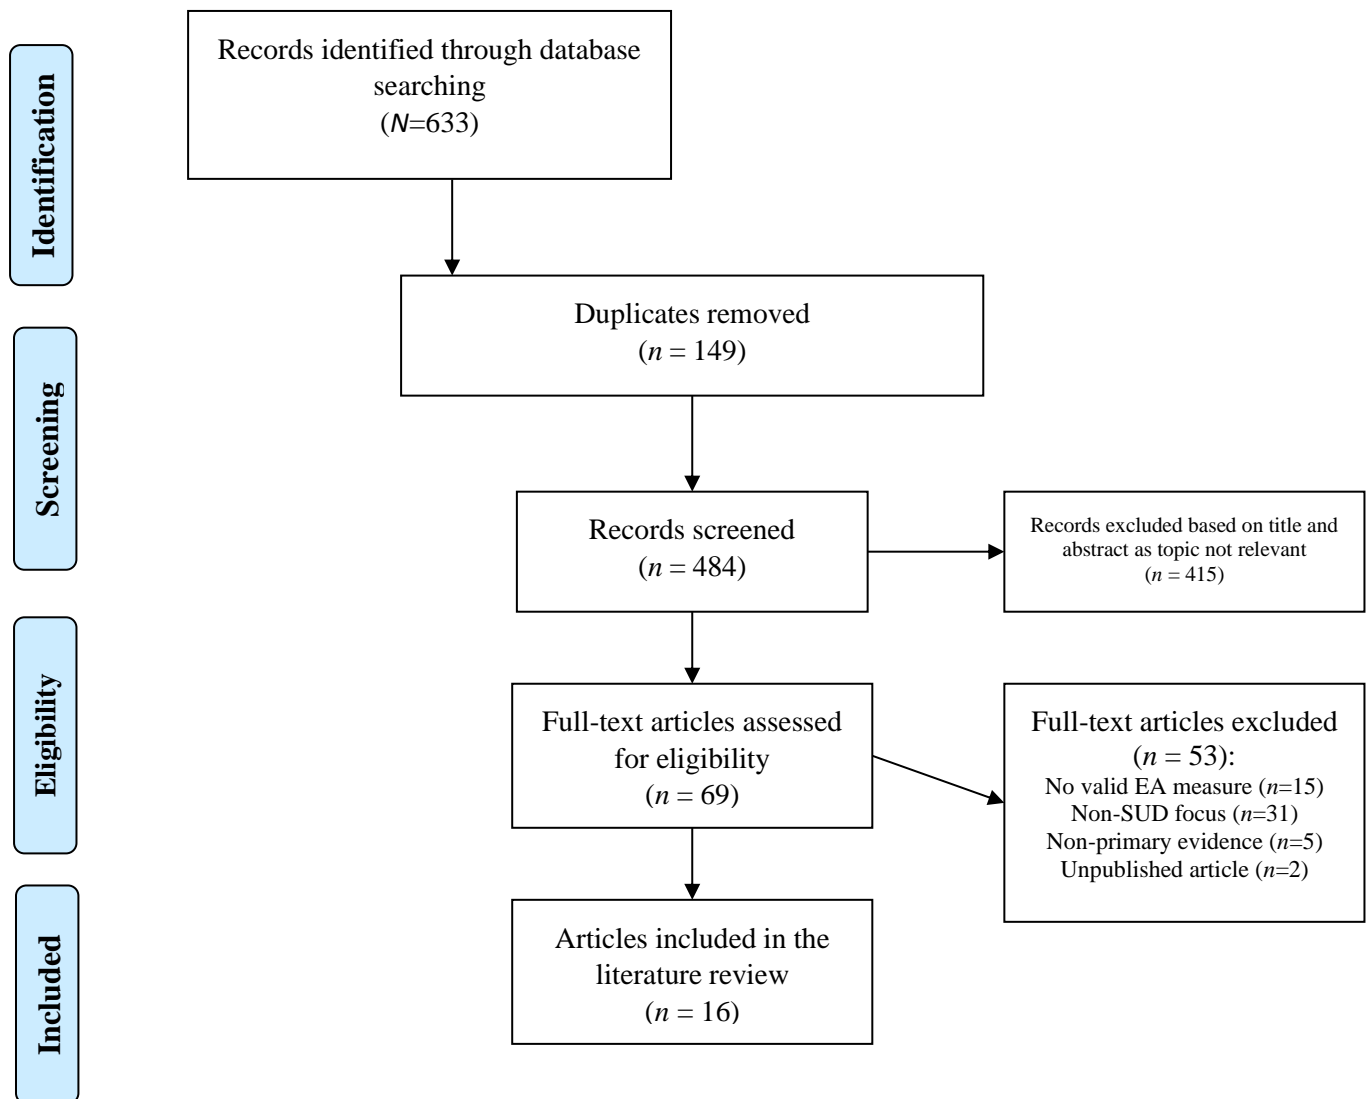 Records identified through database
searching
(N=633)
Identification
Duplicates removed
(n = 149)
Screening
Records screened
(n = 484)
Records excluded based on title and
abstract as topic not relevant
(n = 415)
Eligibility
Full-text articles assessed
for eligibility
(n = 69)
Full-text articles excluded
(n = 53):
No valid EA measure (n=15)
Non-SUD focus (n=31)
Non-primary evidence (n=5)
Unpublished article (n=2)
Included
Articles included in the
literature review
(n = 16)